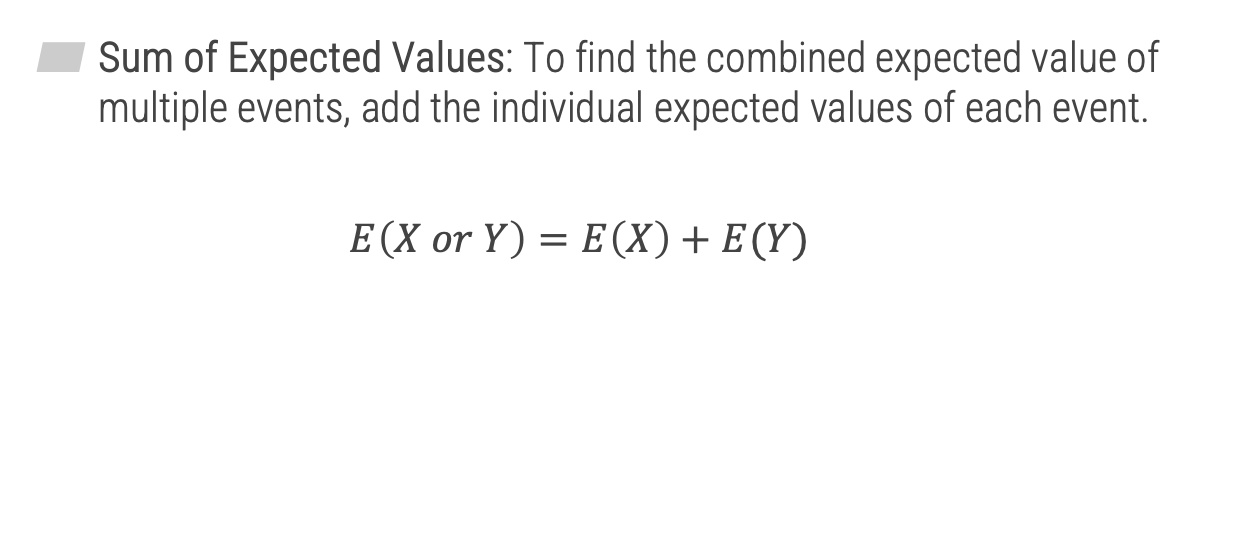 Sum of Expected Values: To find the combined expected value of
multiple events, add the individual expected values of each event.
E(X or Y) = E(X) + E(Y)